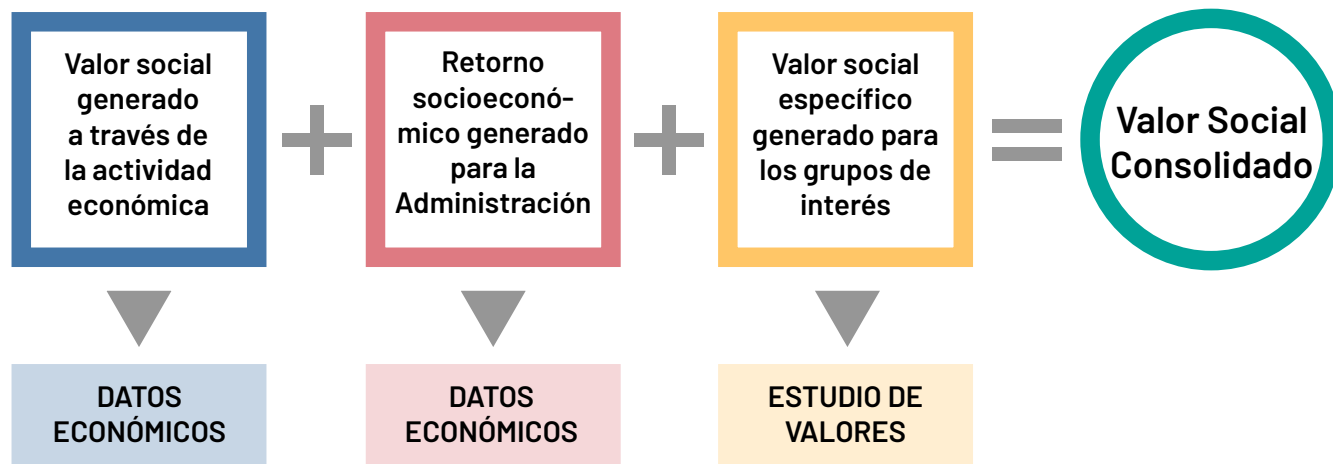 Valor social
generado
a través de
la actividad
económica
Retorno
socioeconó-
mico generado
para la
Administración
Valor social
específico
generado para
los grupos de
interés
Valor Social
Consolidado
DATOS
ECONÓMICOS
DATOS
ECONÓMICOS
ESTUDIO DE
VALORES